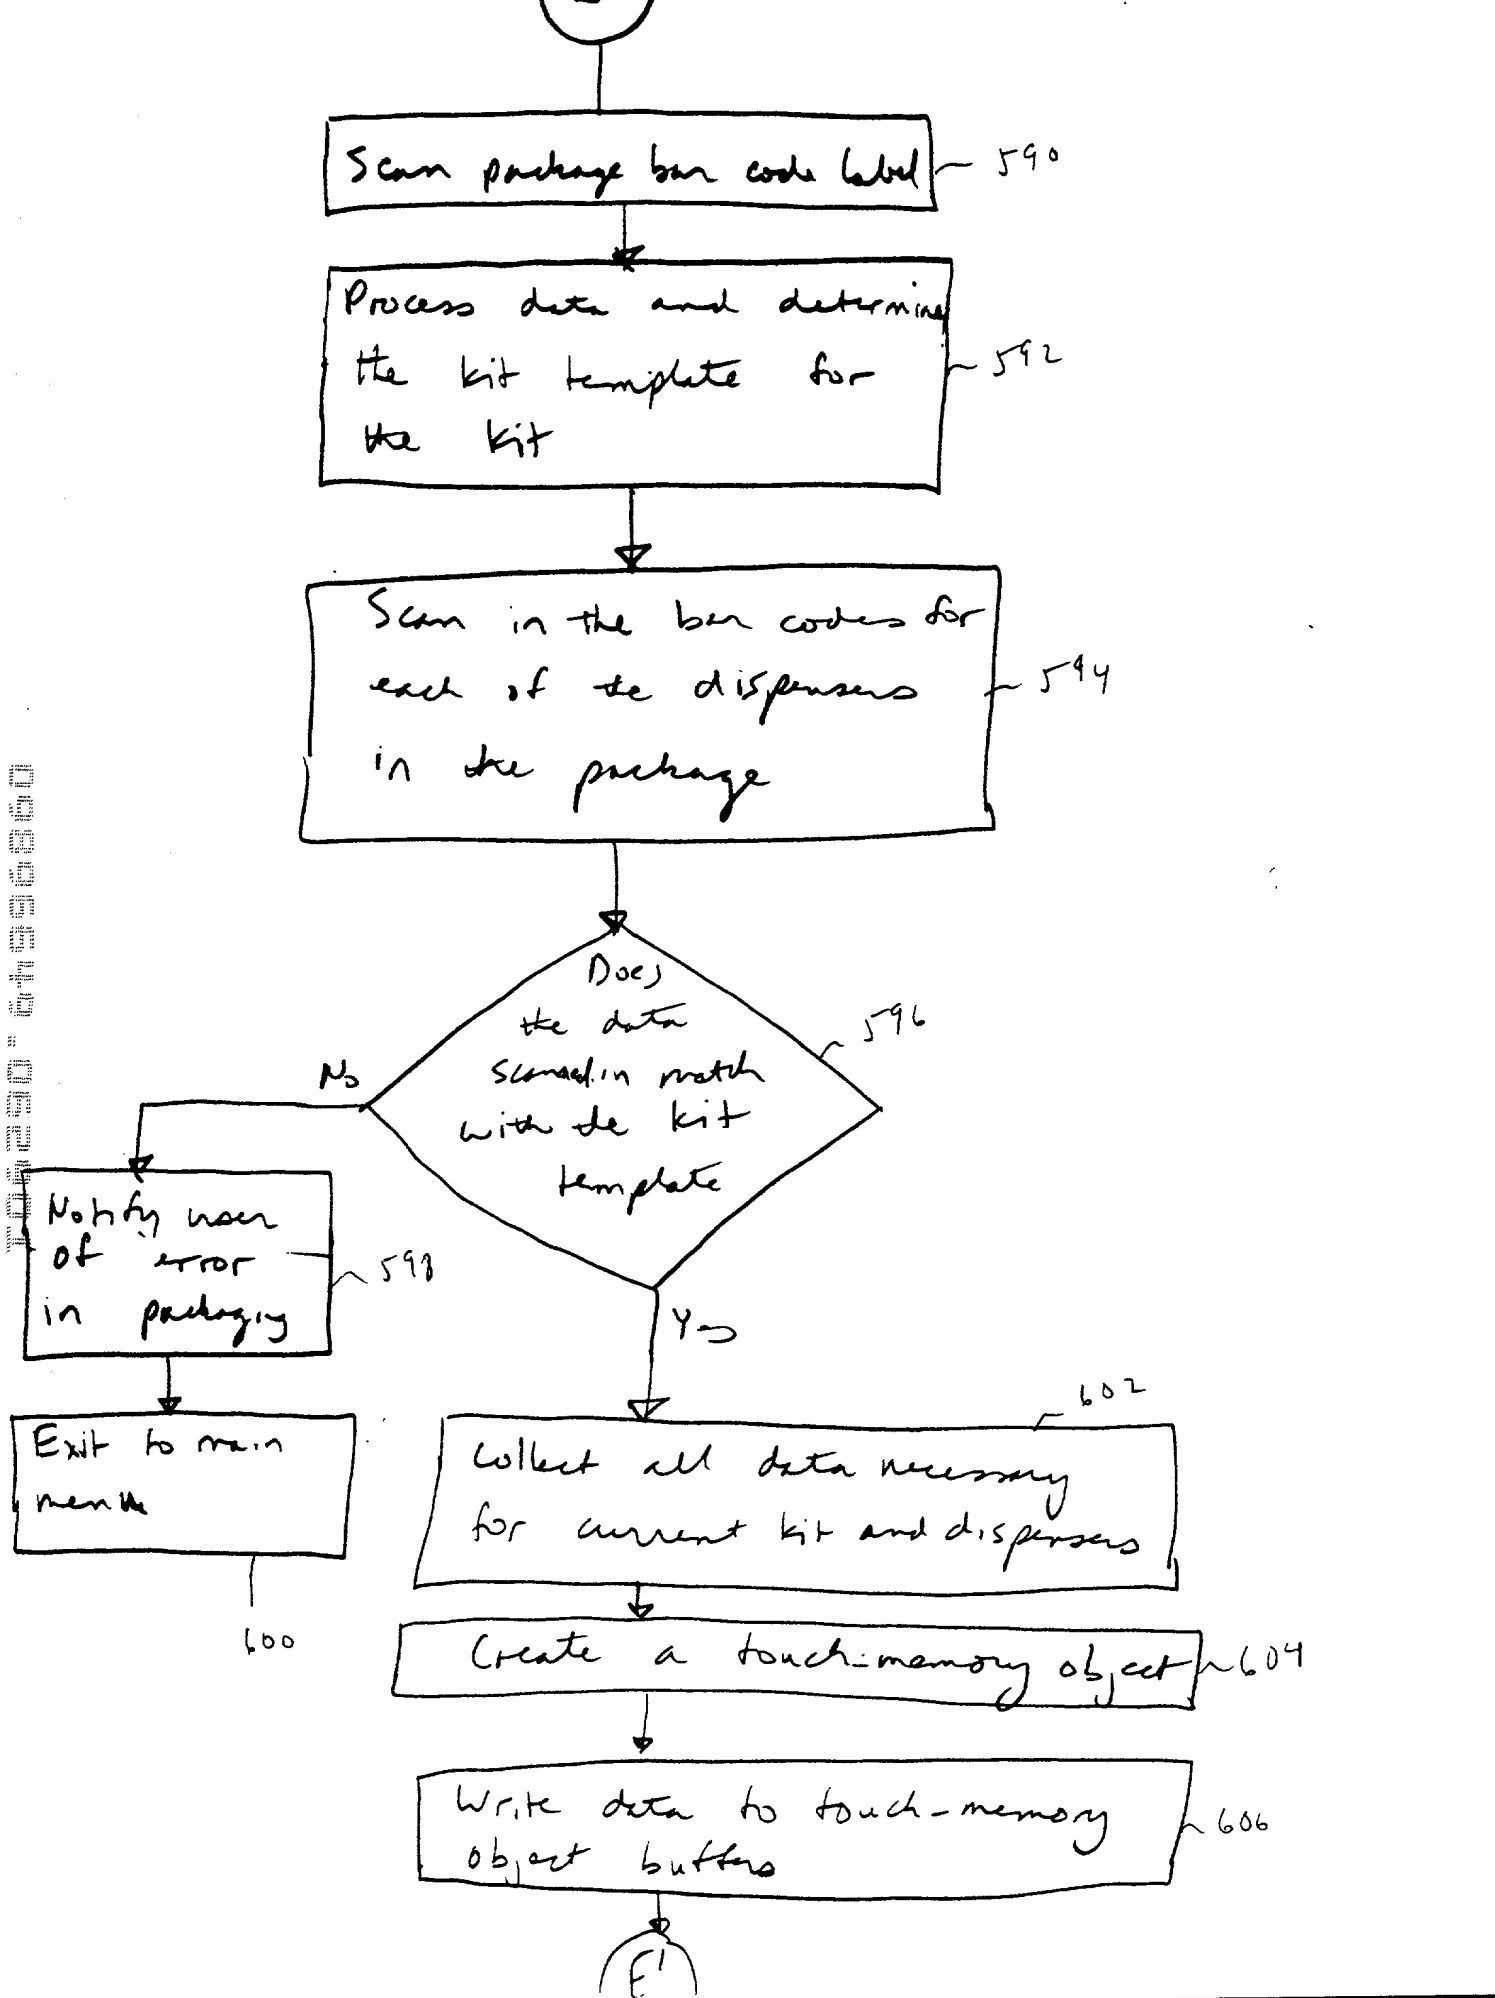 Scan package bar code label
590
Process data and determine
the kit template for
the kit
592
Scan in the bar codes for
each of the dispensers
in the package
594
Does
the data
scanned in match
with the kit
template
596
No
Notify user
of error
in packaging
598
Yes
Exit to main
menu
600
602
Collect all data necessary
for current kit and dispensers
Create a touch-memory object
604
Write data to touch-memory
object buffers
606
E'